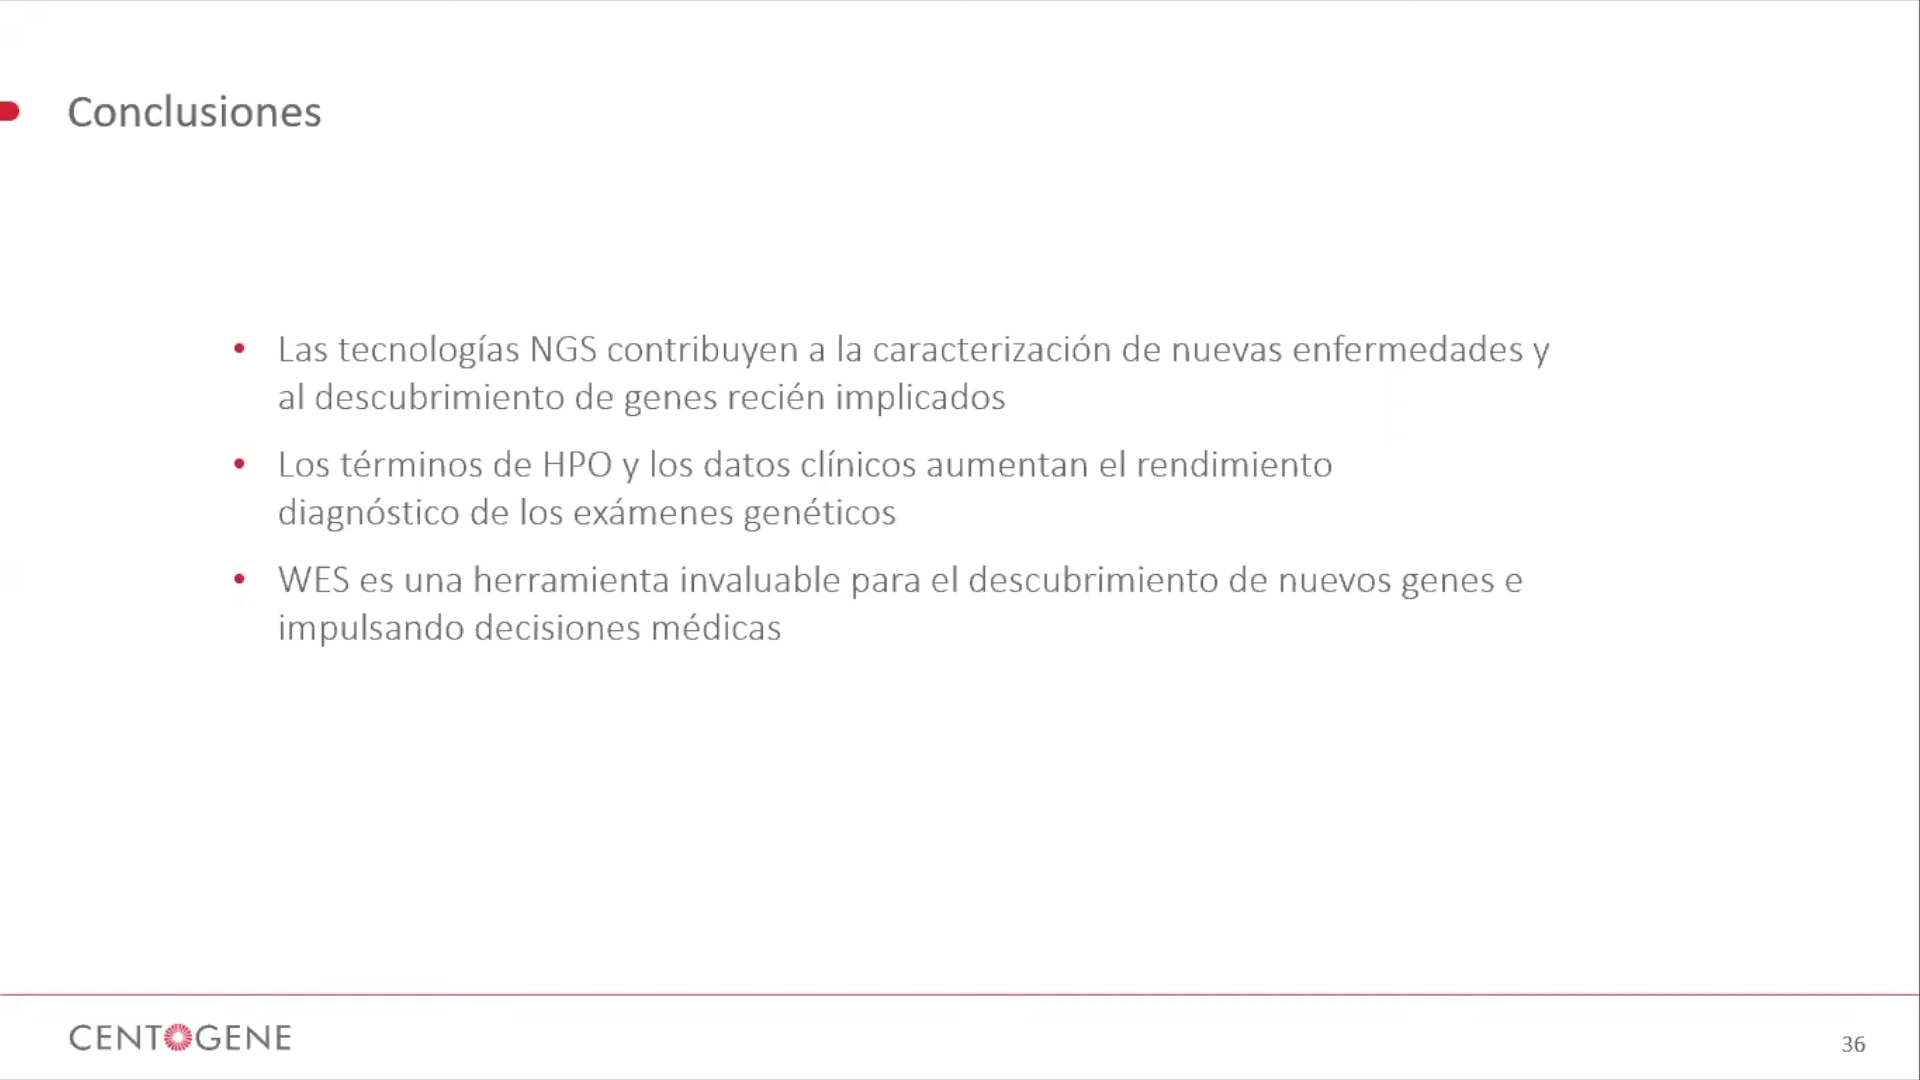 Conclusiones
• Las tecnologías NGS contribuyen a la caracterización de nuevas enfermedades y
al descubrimiento de genes recién implicados
• Los términos de HPO y los datos clínicos aumentan el rendimiento
diagnóstico de los exámenes genéticos
• WES es una herramienta invaluable para el descubrimiento de nuevos genes e
impulsando decisiones médicas
CENTOGENE
36